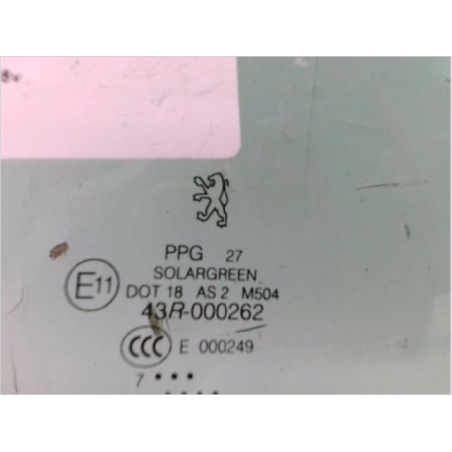 PPG 27
SOLARGREEN
E11
DOT 18 AS 2 M504
43R-000262
CCC E 000249
7 •••
••••